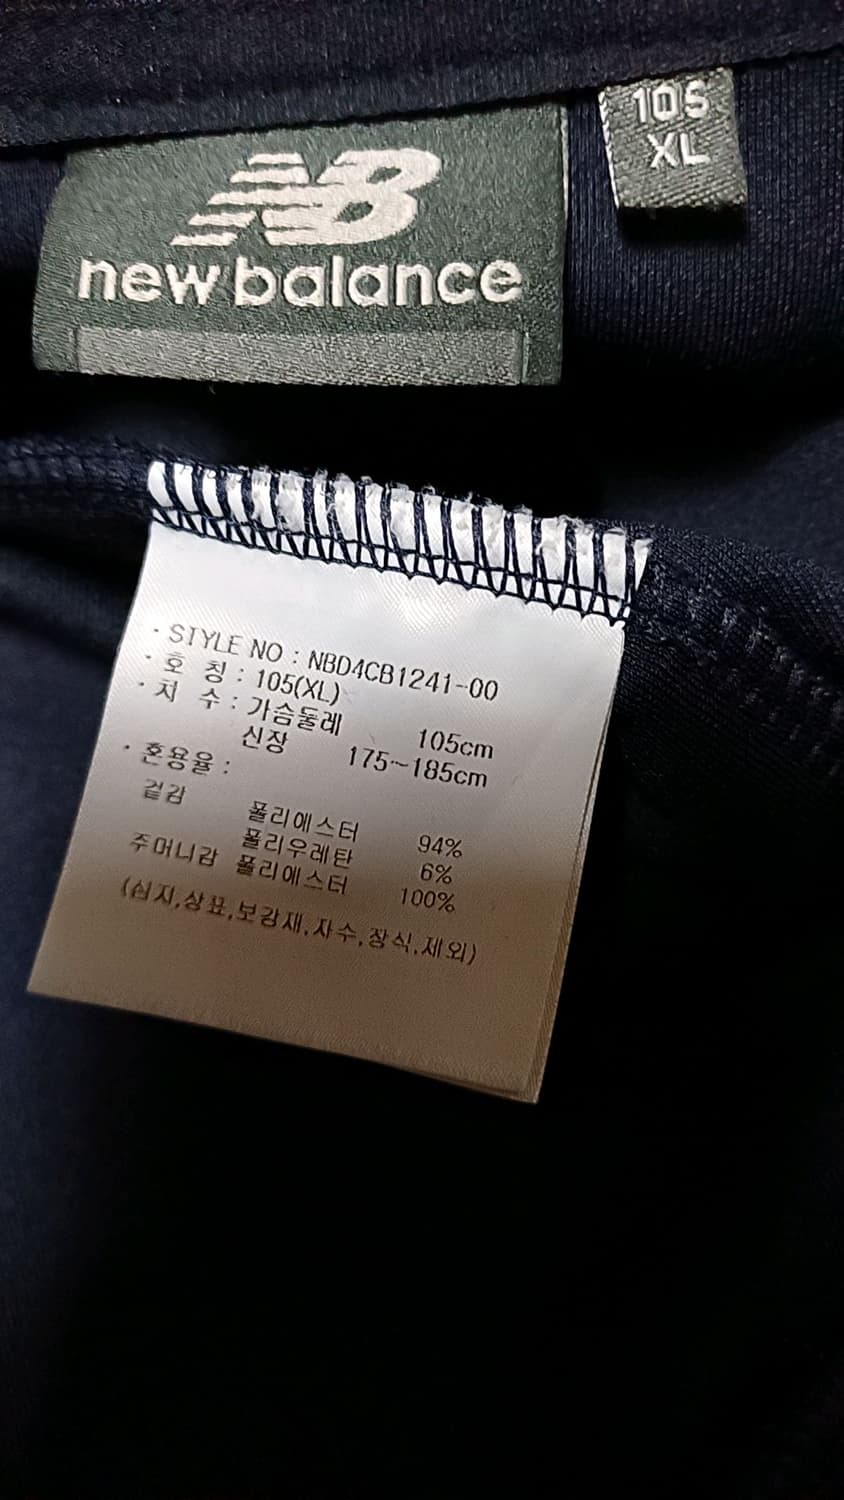 NB
new balance
105
XL
· STYLE NO : NBD4CB1241-00
· 호 칭 : 105(XL)
· 치 수 : 가슴둘레 105cm
신장 175~185cm
· 혼용율 :
겉감 폴리에스터 94%
폴리우레탄 6%
주머니감 폴리에스터 100%
(심지,상표,보강재,자수,장식,제외)